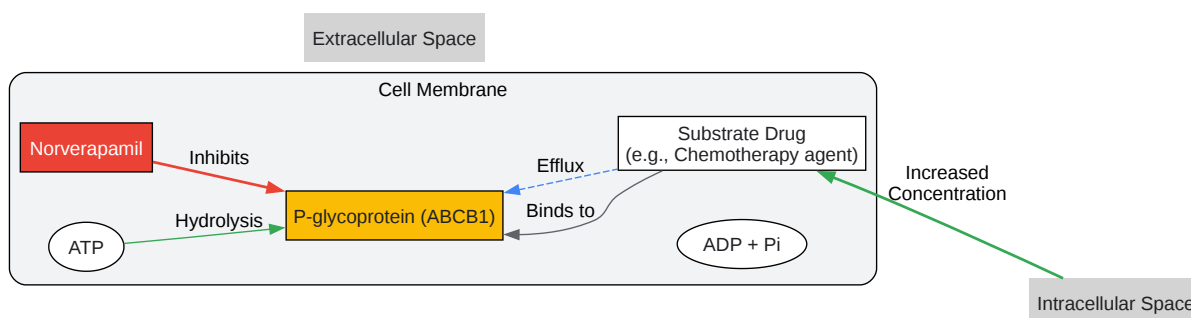 Extracellular Space
Cell Membrane
Norverapamil
Inhibits
Substrate Drug
(e.g., Chemotherapy agent)
Efflux
Increased
Concentration
Hydrolysis
P-glycoprotein (ABCB1)
Binds to
ATP
ADP + Pi
Intracellular Space